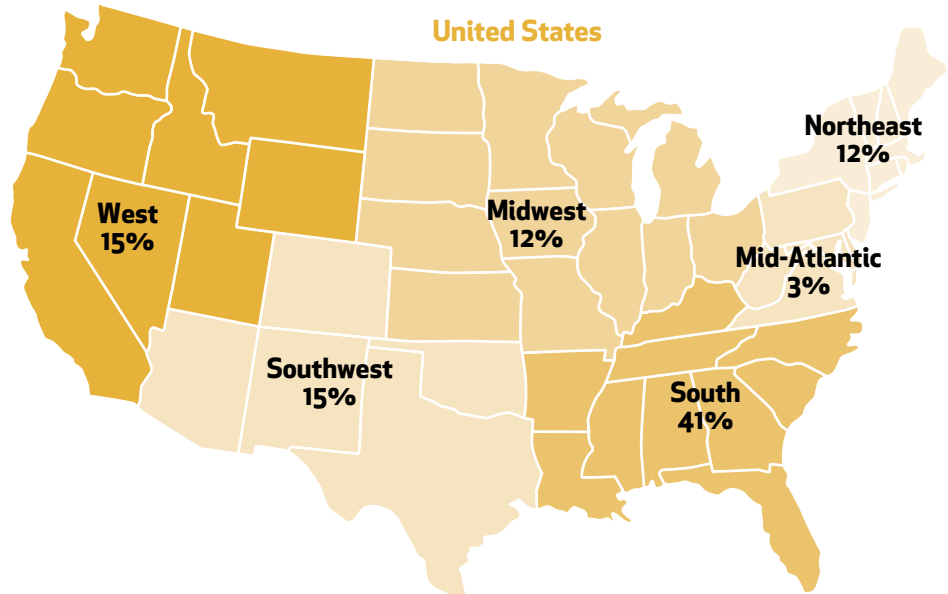 United States
Northeast
12%
West
15%
Midwest
12%
Mid-Atlantic
3%
Southwest
15%
South
41%